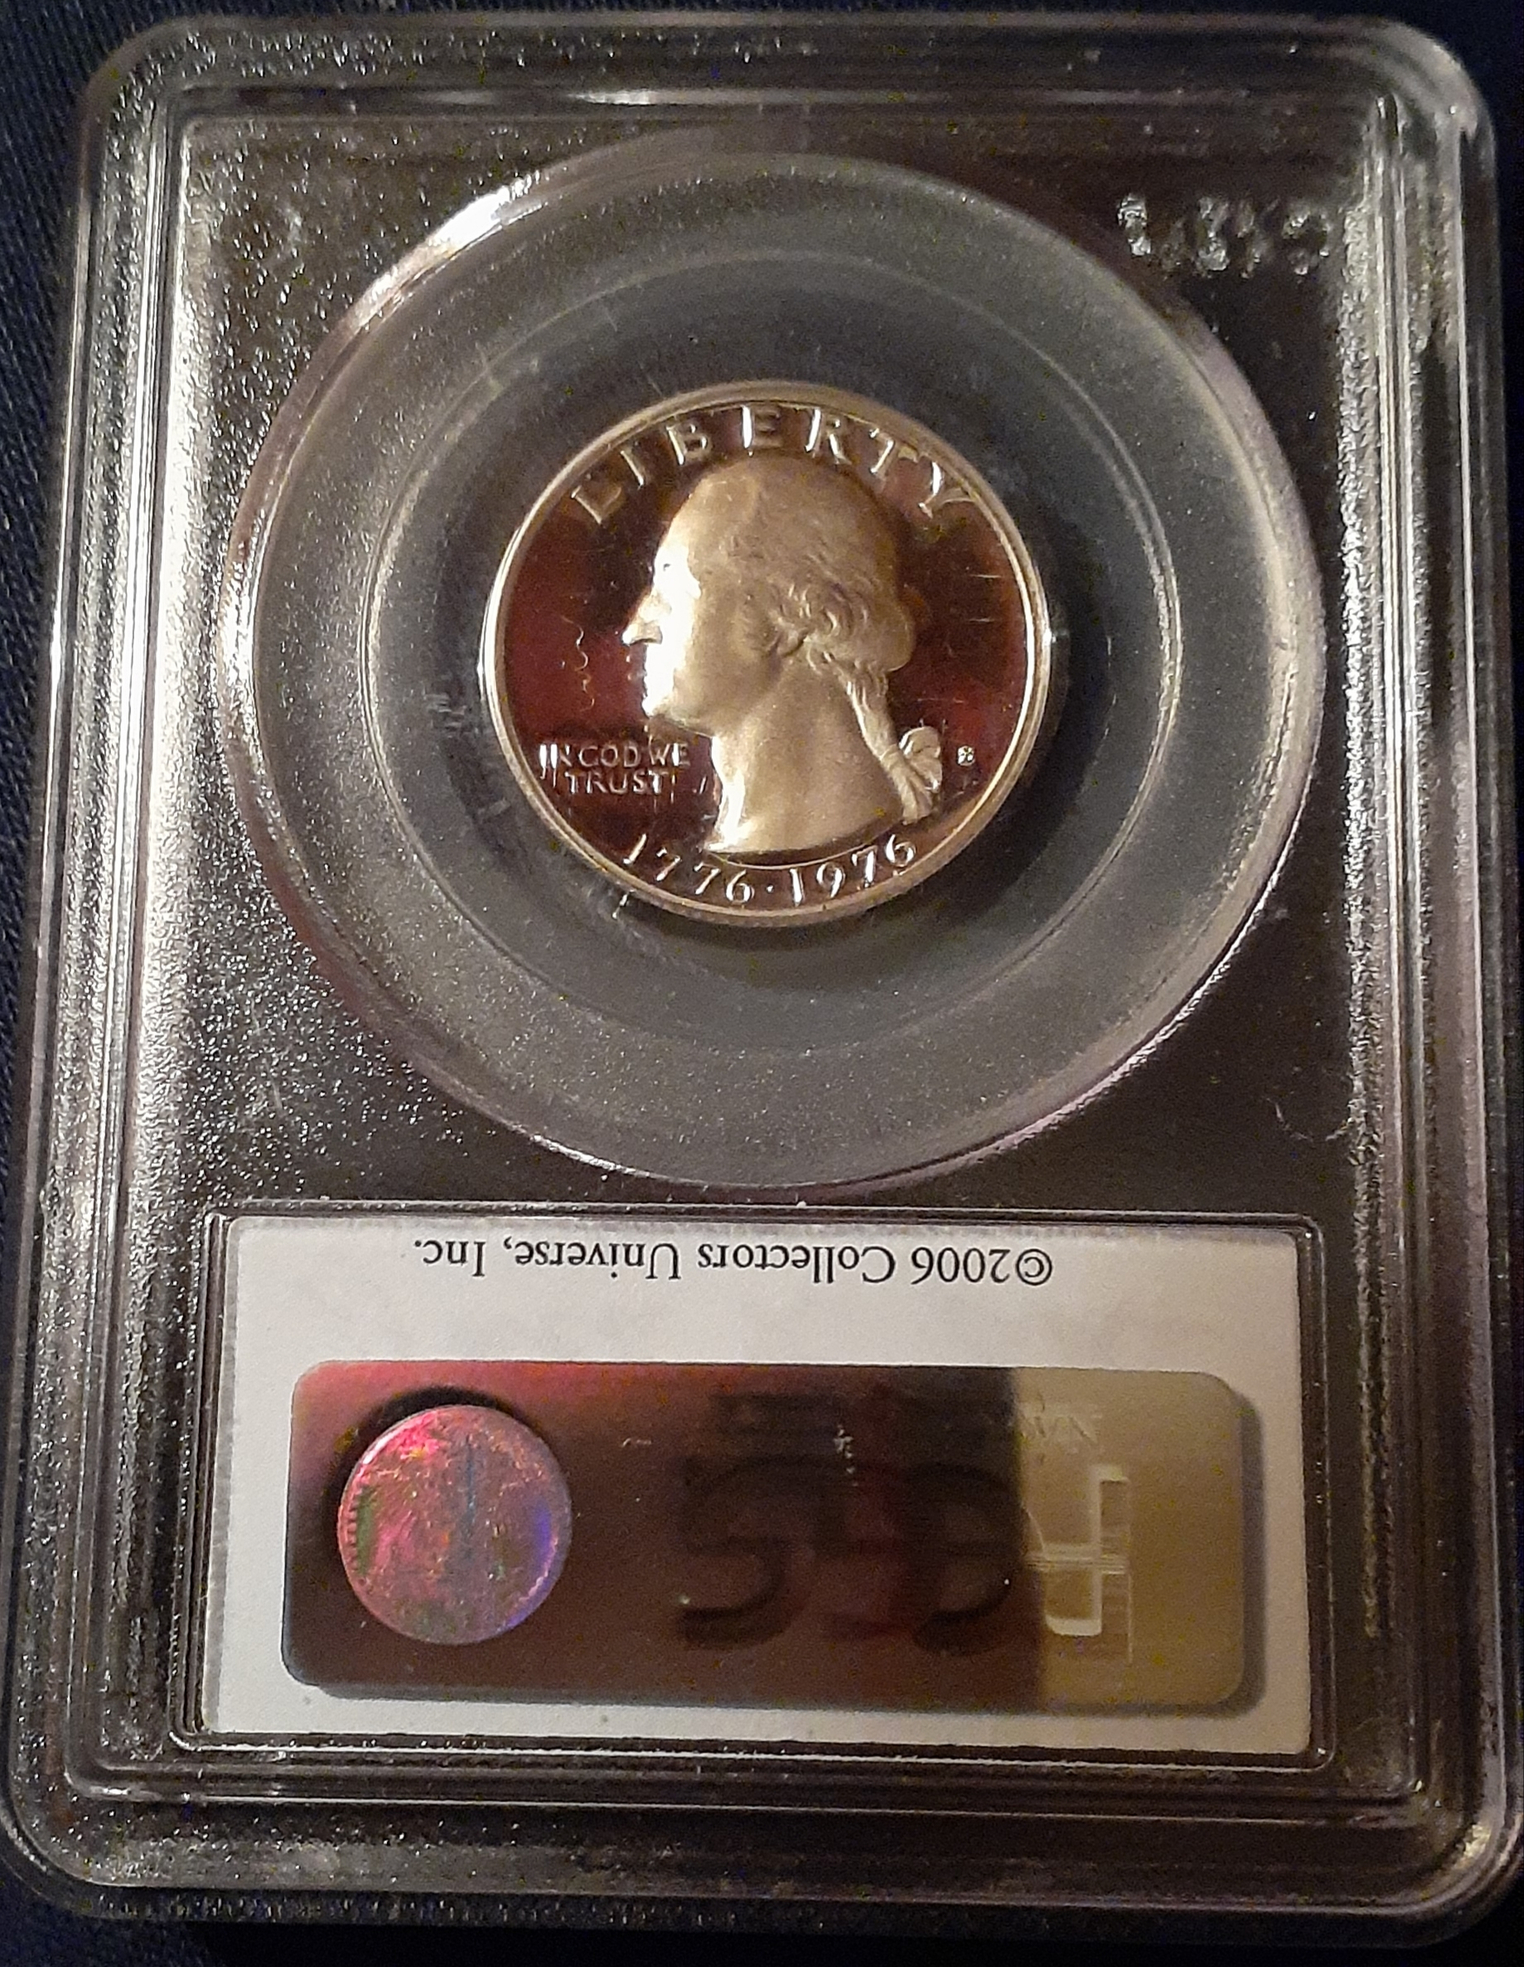 LIBERTY
IN GOD WE
TRUST
1776·1976
©2006 Collectors Universe, Inc.